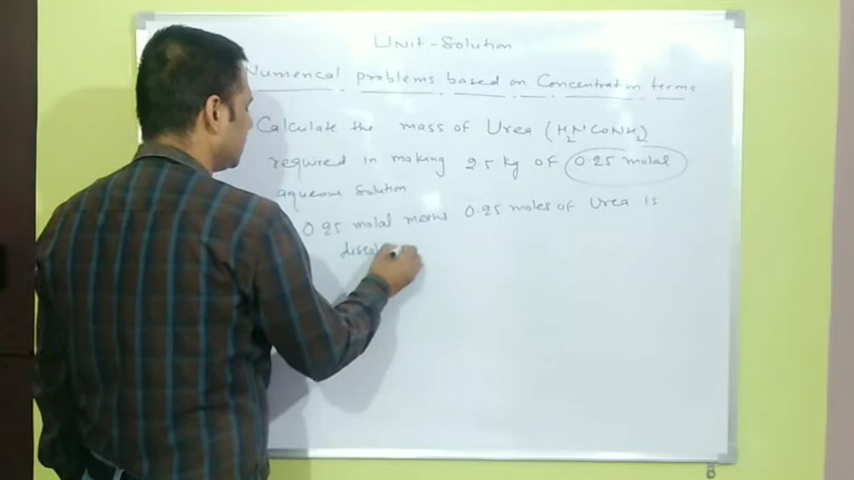 Unit - Solution
Numerical problems based on Concentration terms
Calculate the mass of Urea (H2NCONH2)
required in making 2.5 kg of 0.25 molal
aqueous Solution
0.25 molal means 0.25 moles of Urea is
dissol